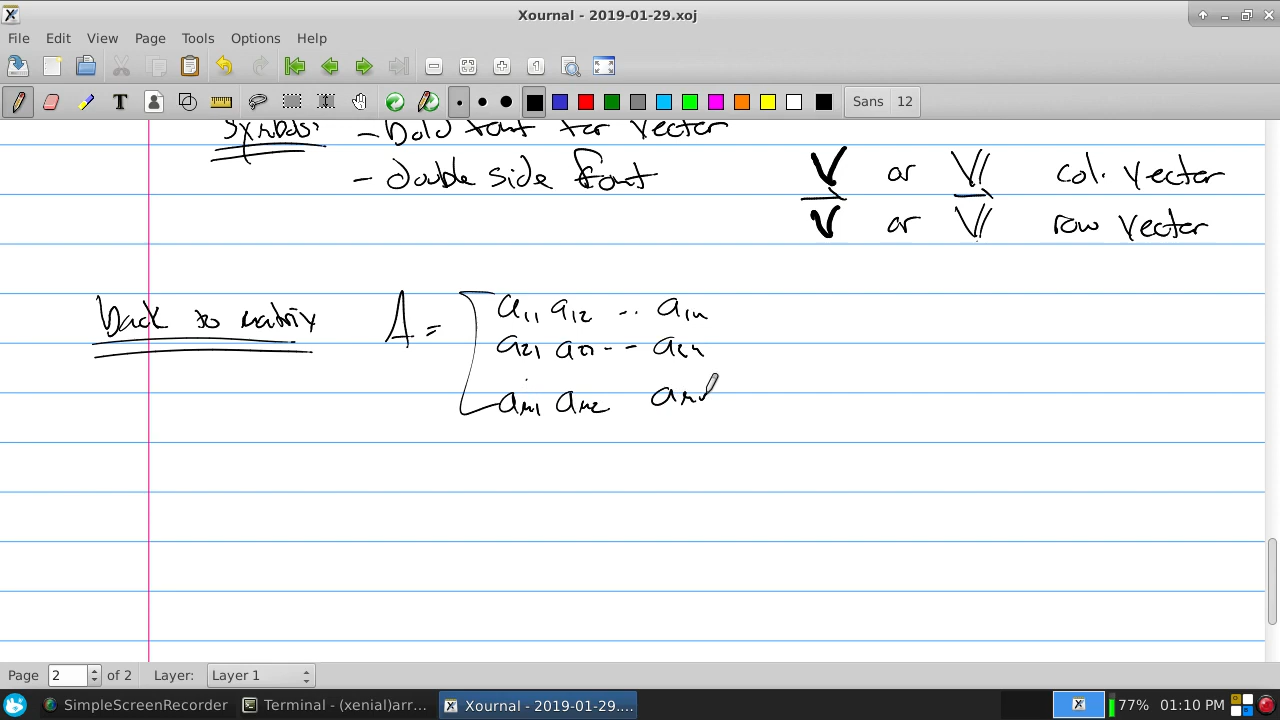 Xournal - 2019-01-29.xoj
File Edit View Page Tools Options Help
Sans 12
Symbols - bold font for vector
- double side font
V or V col. vector
V or V row vector
back to matrix A =
a11 a12 .. a1n
a21 a22 -- a2n
am1 am2 amn
Page 2 of 2 Layer: Layer 1
SimpleScreenRecorder Terminal - (xenial)arr... Xournal - 2019-01-29.... 77% 01:10 PM